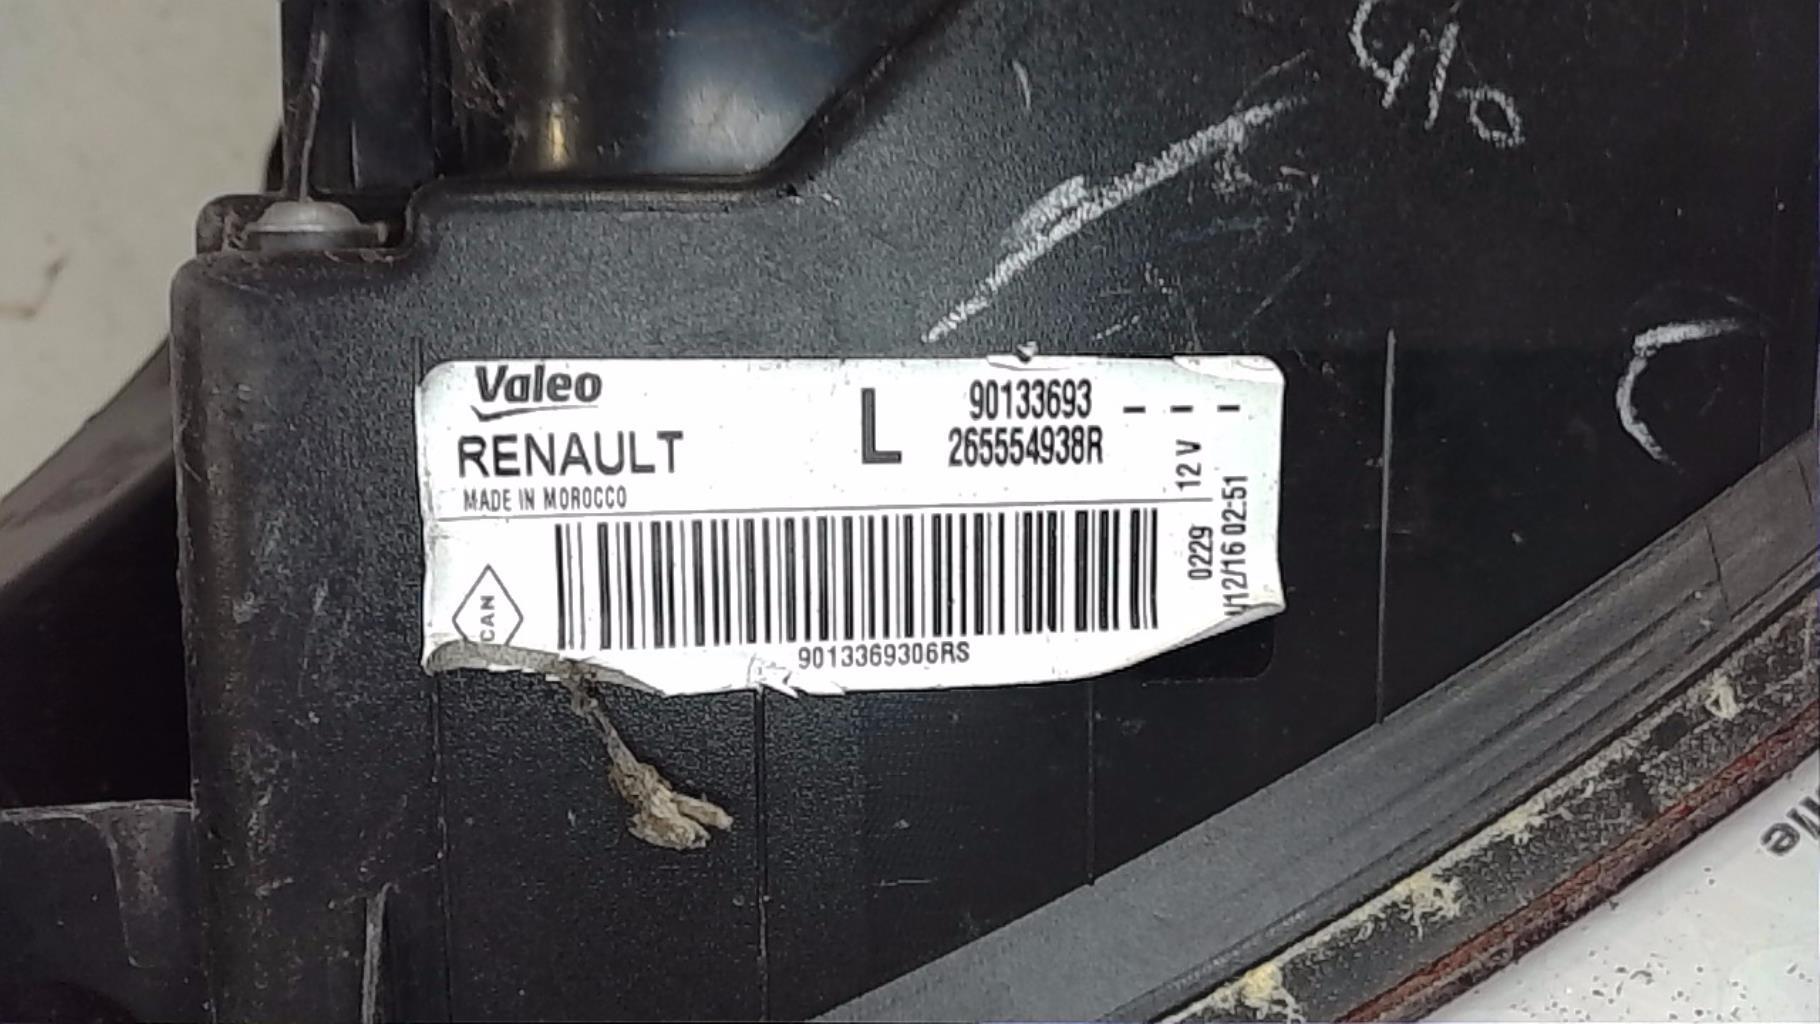 Valeo
RENAULT
MADE IN MOROCCO
L
90133693 - - -
265554938R
12 V
0229
/12/16 02:51
CAN
9013369306RS